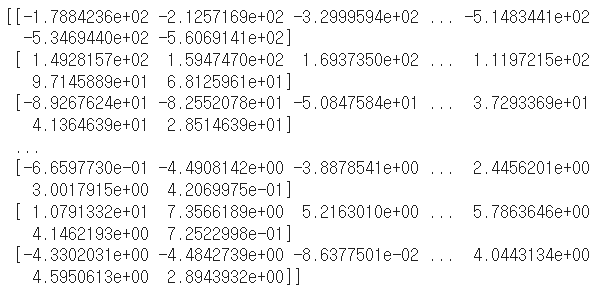 [[-1.7884236e+02 -2.1257169e+02 -3.2999594e+02 ... -5.1483441e+02
  -5.3469440e+02 -5.6069141e+02]
 [ 1.4928157e+02  1.5947470e+02  1.6937350e+02 ...  1.1197215e+02
   9.7145889e+01  6.8125961e+01]
 [-8.9267624e+01 -8.2552078e+01 -5.0847584e+01 ...  3.7293369e+01
   4.1364639e+01  2.8514639e+01]
 ...
 [-6.6597730e-01 -4.4908142e+00 -3.8878541e+00 ...  2.4456201e+00
   3.0017915e+00  4.2069975e-01]
 [ 1.0791332e+01  7.3566189e+00  5.2163010e+00 ...  5.7863646e+00
   4.1462193e+00  7.2522998e-01]
 [-4.3302031e+00 -4.4842739e+00 -8.6377501e-02 ...  4.0443134e+00
   4.5950613e+00  2.8943932e+00]]